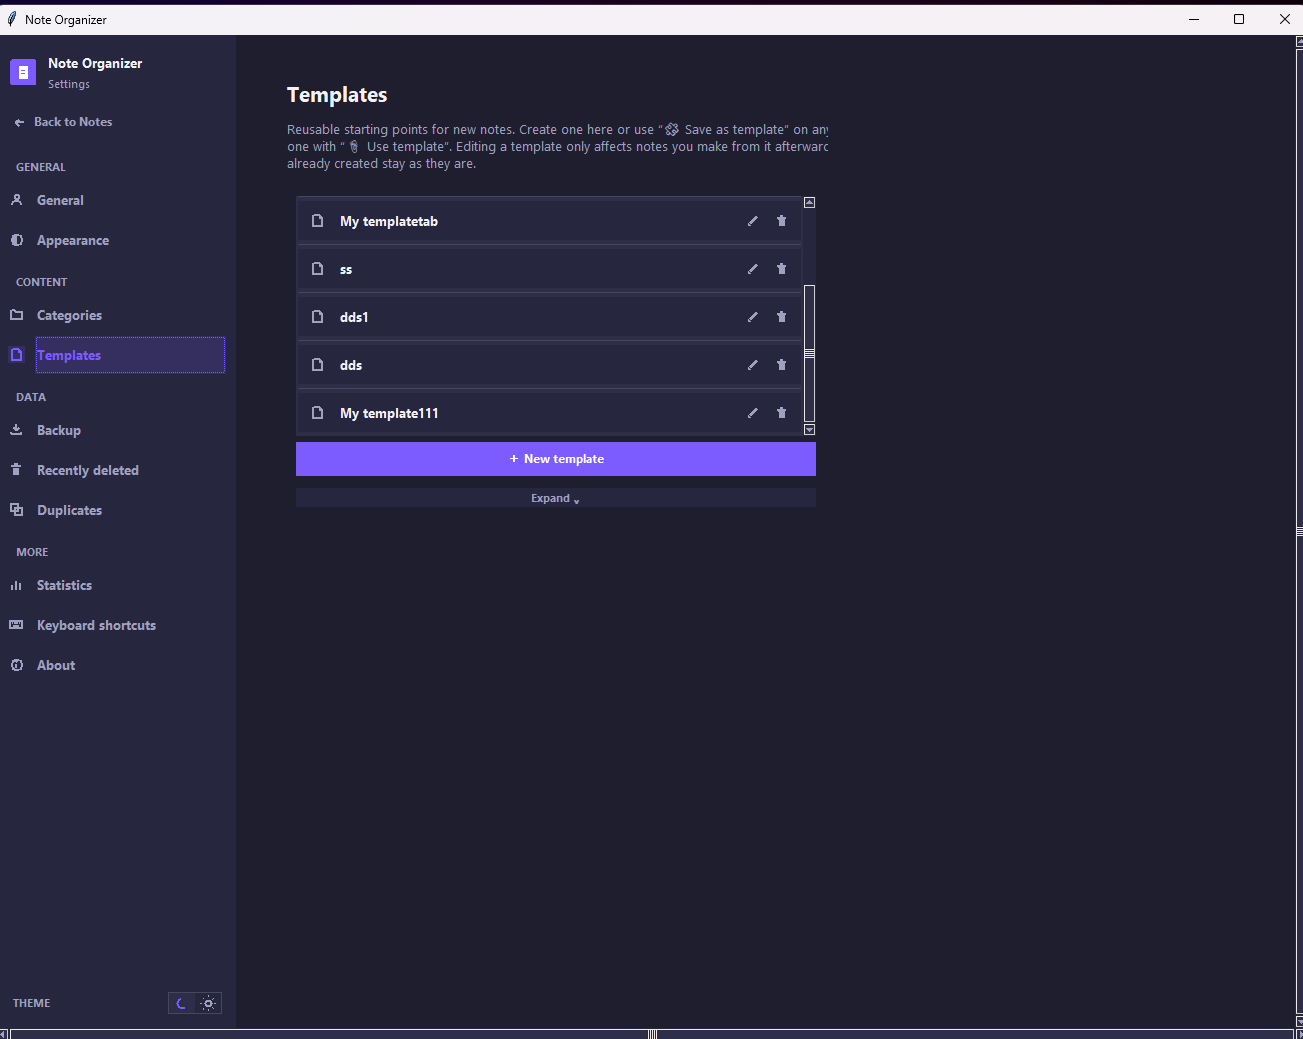 Note Organizer
Note Organizer
Settings
Back to Notes
GENERAL
General
Appearance
CONTENT
Categories
Templates
DATA
Backup
Recently deleted
Duplicates
MORE
Statistics
Keyboard shortcuts
About
THEME
Templates
Reusable starting points for new notes. Create one here or use “ Save as template” on any
one with “ Use template”. Editing a template only affects notes you make from it afterward
already created stay as they are.
My templatetab
ss
dds1
dds
My template111
+ New template
Expand